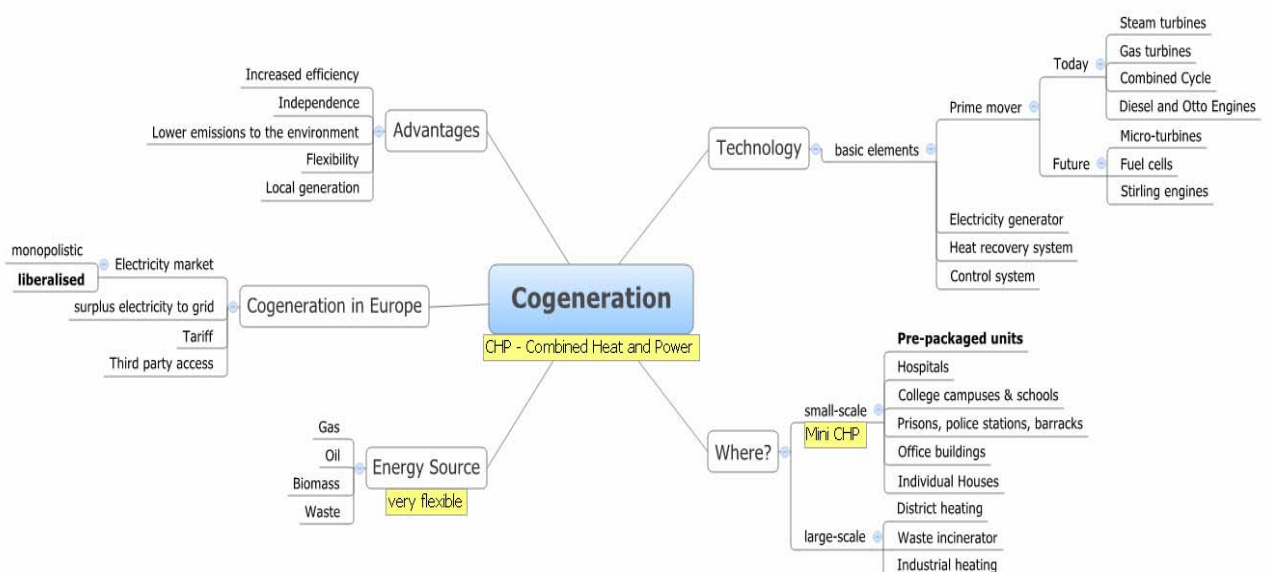 Cogeneration
CHP - Combined Heat and Power
Advantages
Increased efficiency
Independence
Lower emissions to the environment
Flexibility
Local generation
Cogeneration in Europe
Electricity market
monopolistic
liberalised
surplus electricity to grid
Tariff
Third party access
Energy Source
very flexible
Gas
Oil
Biomass
Waste
Technology
basic elements
Prime mover
Today
Steam turbines
Gas turbines
Combined Cycle
Diesel and Otto Engines
Future
Micro-turbines
Fuel cells
Stirling engines
Electricity generator
Heat recovery system
Control system
Where?
small-scale
Mini CHP
Pre-packaged units
Hospitals
College campuses & schools
Prisons, police stations, barracks
Office buildings
Individual Houses
large-scale
District heating
Waste incinerator
Industrial heating